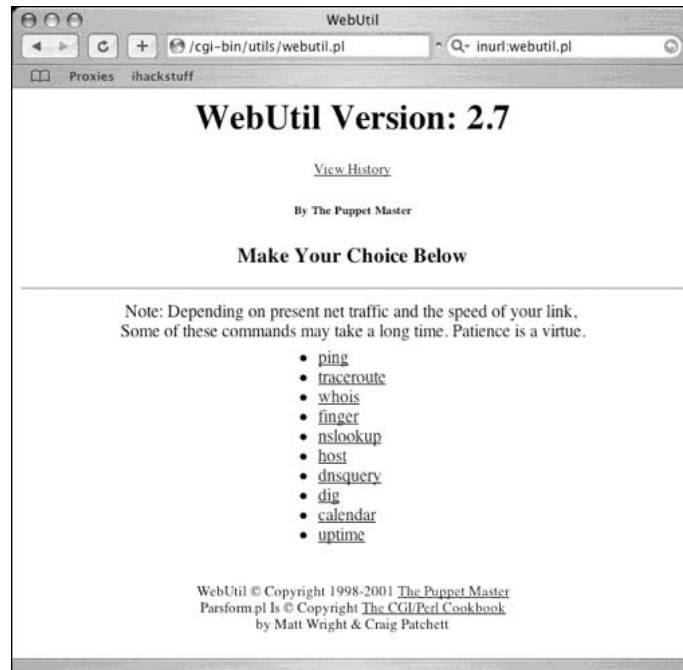 WebUtil
/cgi-bin/utils/webutil.pl
inurl:webutil.pl
Proxies ihackstuff
WebUtil Version: 2.7
View History
By The Puppet Master
Make Your Choice Below
Note: Depending on present net traffic and the speed of your link,
Some of these commands may take a long time. Patience is a virtue.
• ping
• traceroute
• whois
• finger
• nslookup
• host
• dnsquery
• dig
• calendar
• uptime
WebUtil © Copyright 1998-2001 The Puppet Master
Parsform.pl Is © Copyright The CGI/Perl Cookbook
by Matt Wright & Craig Patchett